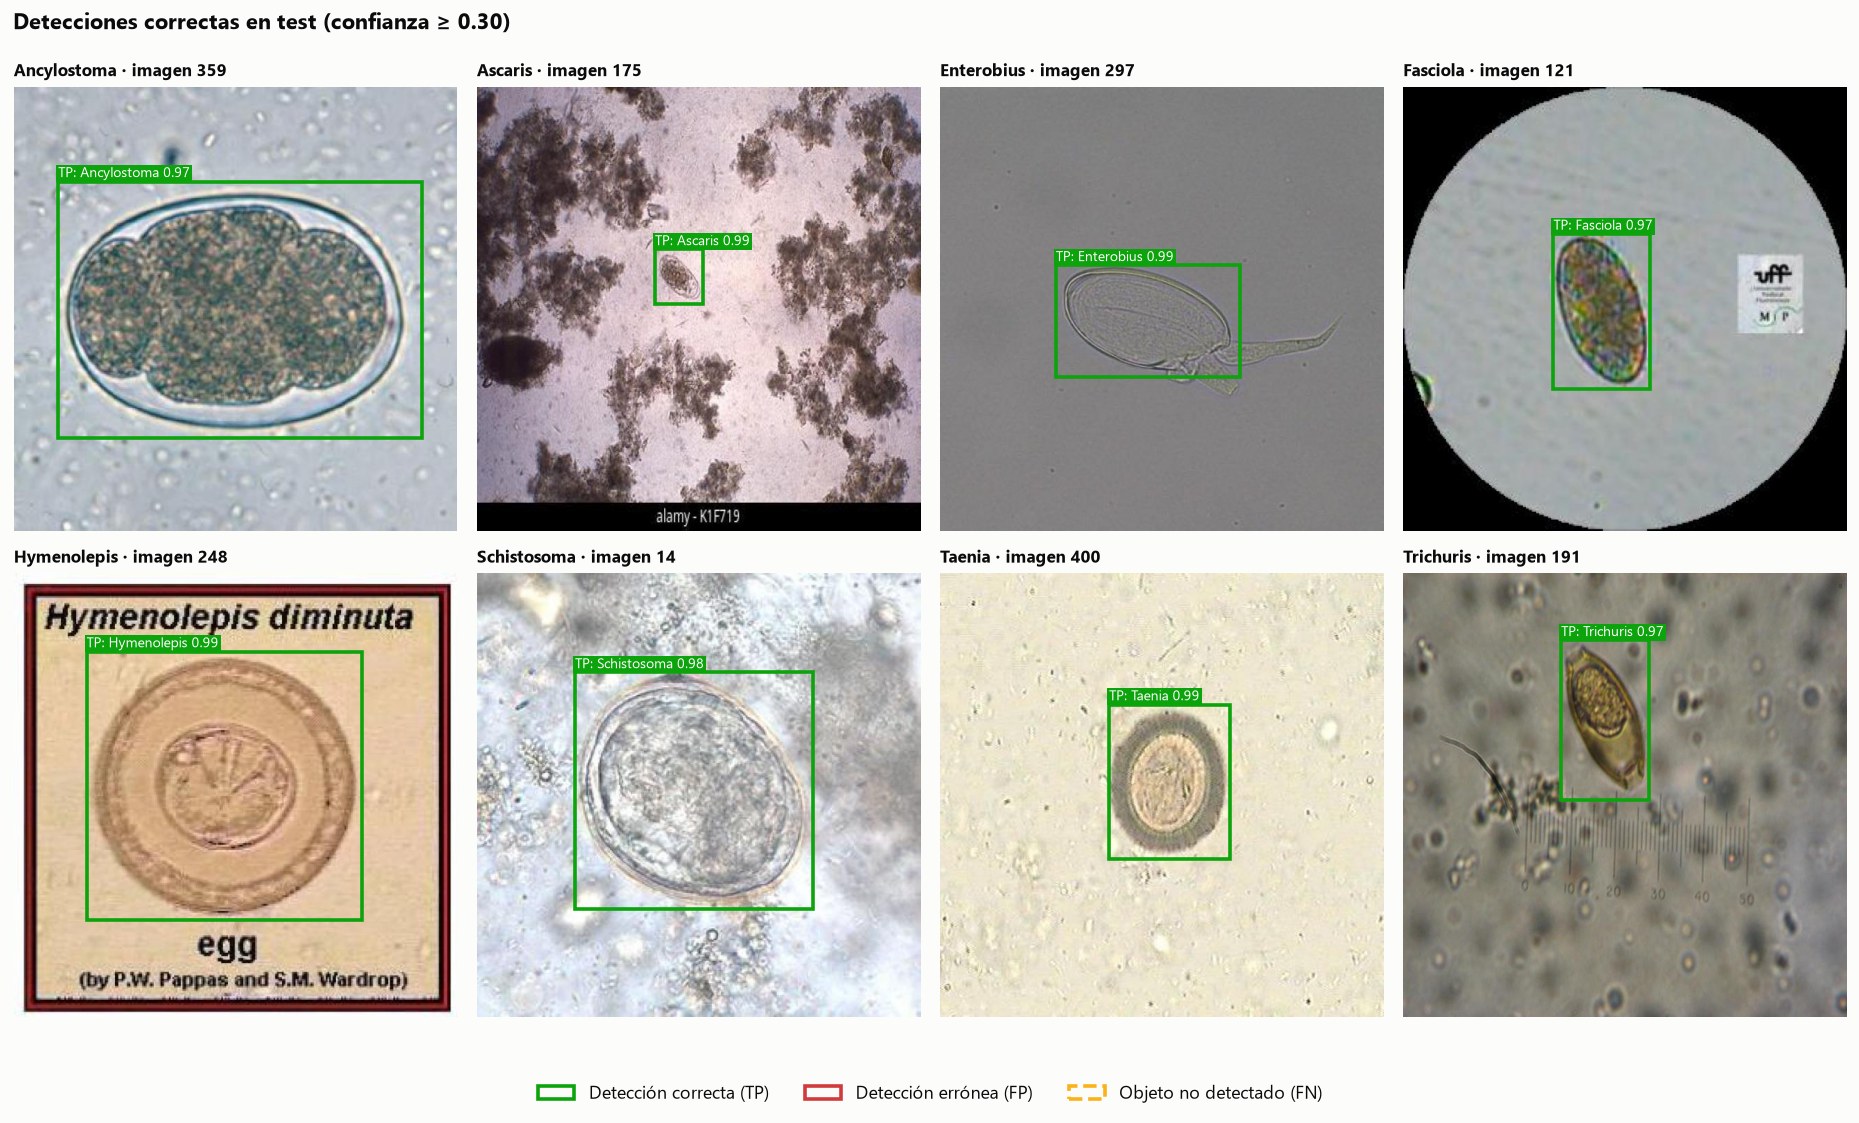 Detecciones correctas en test (confianza ≥ 0.30)
Ancylostoma · imagen 359
Ascaris · imagen 175
Enterobius · imagen 297
Fasciola · imagen 121
TP: Ancylostoma 0.97
TP: Ascaris 0.99
TP: Enterobius 0.99
TP: Fasciola 0.97
uff
M P
alamy - K1F719
Hymenolepis · imagen 248
Schistosoma · imagen 14
Taenia · imagen 400
Trichuris · imagen 191
Hymenolepis diminuta
TP: Hymenolepis 0.99
TP: Schistosoma 0.98
TP: Taenia 0.99
TP: Trichuris 0.97
0 10 20 30 40 50
egg
(by P.W. Pappas and S.M. Wardrop)
Detección correcta (TP)
Detección errónea (FP)
Objeto no detectado (FN)